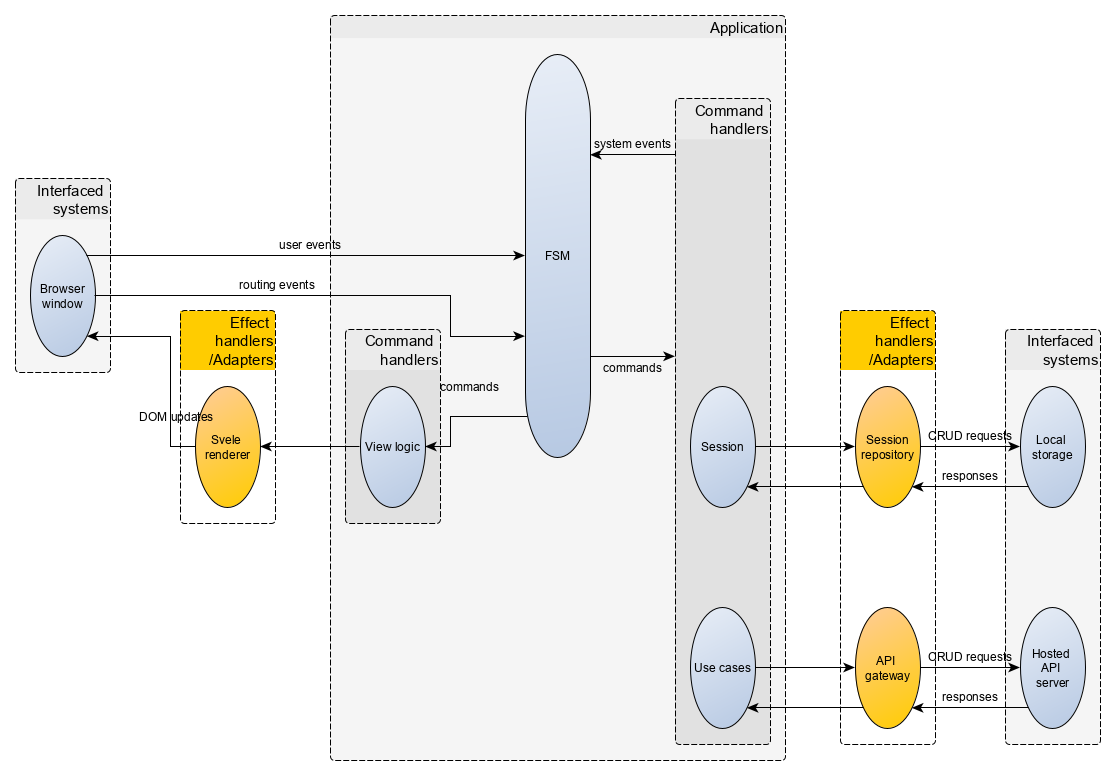 Application
Command
handlers
system events
Interfaced
systems
user events
FSM
Browser
window
routing events
Effect
handlers
/Adapters
Command
handlers
Effect
handlers
/Adapters
Interfaced
systems
commands
commands
DOM updates
Svele
renderer
View logic
Session
Session
repository
CRUD requests
Local
storage
responses
Use cases
API
gateway
CRUD requests
Hosted
API
server
responses